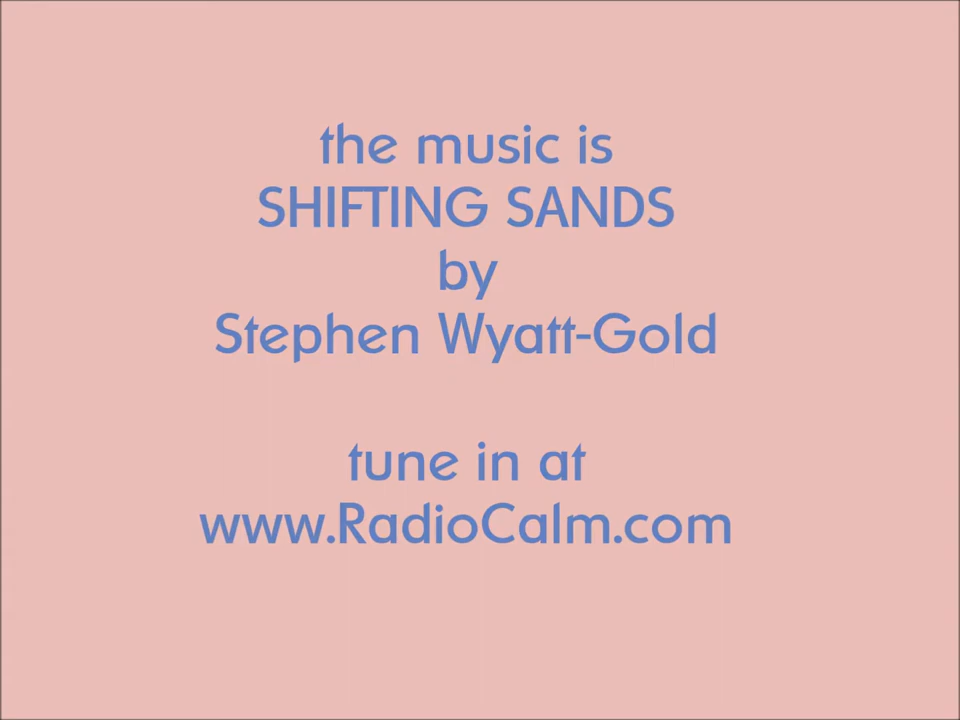 the music is
SHIFTING SANDS
by
Stephen Wyatt-Gold
tune in at
www.RadioCalm.com